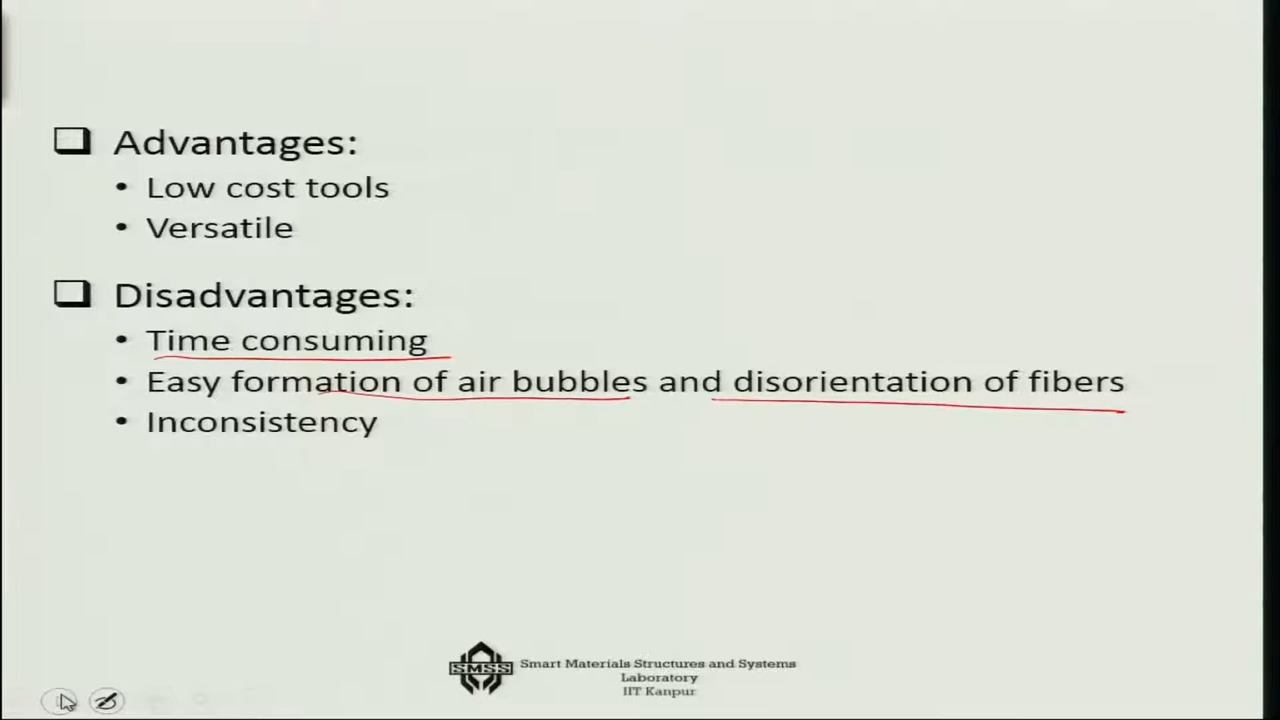 Advantages:
Low cost tools
Versatile
Disadvantages:
Time consuming
Easy formation of air bubbles and disorientation of fibers
Inconsistency
SMSS
Smart Materials Structures and Systems
Laboratory
IIT Kanpur